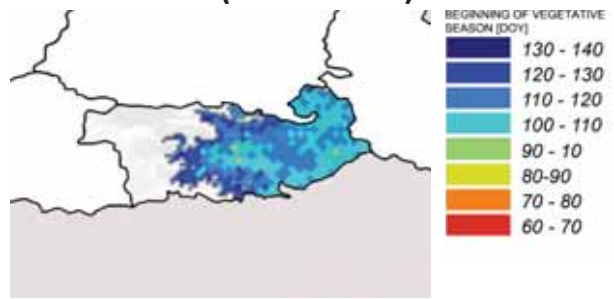 BEGINNING OF VEGETATIVE
SEASON [DOY]
130 - 140
120 - 130
110 - 120
100 - 110
90 - 10
80-90
70 - 80
60 - 70